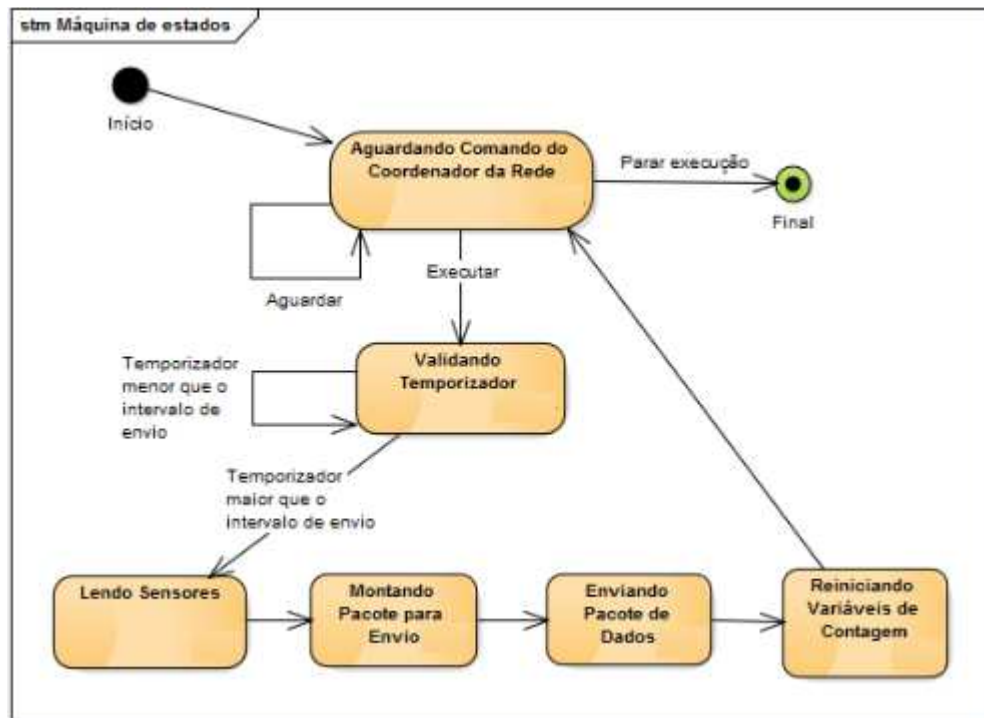 stm Máquina de estados
Início
Aguardando Comando do
Coordenador da Rede
Parar execução
Final
Aguardar
Executar
Validando
Temporizador
Temporizador
menor que o
intervalo de
envio
Temporizador
maior que o
intervalo de envio
Lendo Sensores
Montando
Pacote para
Envio
Enviando
Pacote de
Dados
Reiniciando
Variáveis de
Contagem